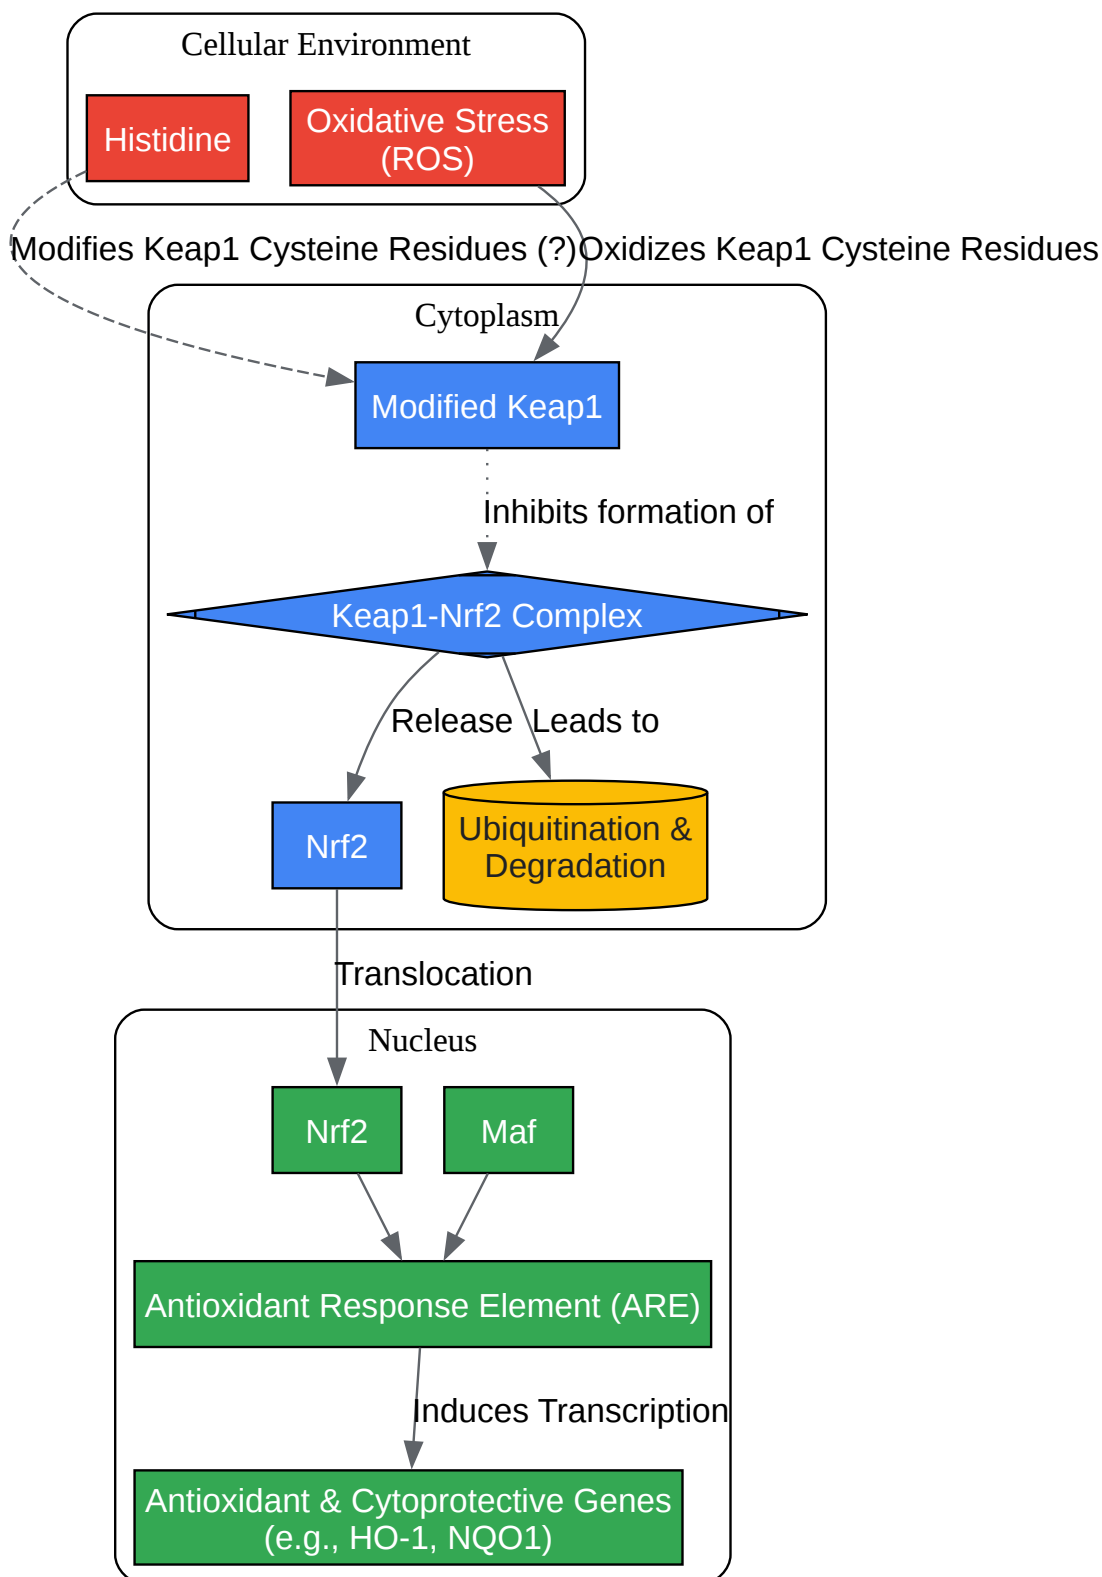 Cellular Environment
Histidine
Oxidative Stress
(ROS)
Modifies Keap1 Cysteine Residues (?)
Oxidizes Keap1 Cysteine Residues
Cytoplasm
Modified Keap1
Inhibits formation of
Keap1-Nrf2 Complex
Release
Leads to
Nrf2
Ubiquitination &
Degradation
Translocation
Nucleus
Nrf2
Maf
Antioxidant Response Element (ARE)
Induces Transcription
Antioxidant & Cytoprotective Genes
(e.g., HO-1, NQO1)